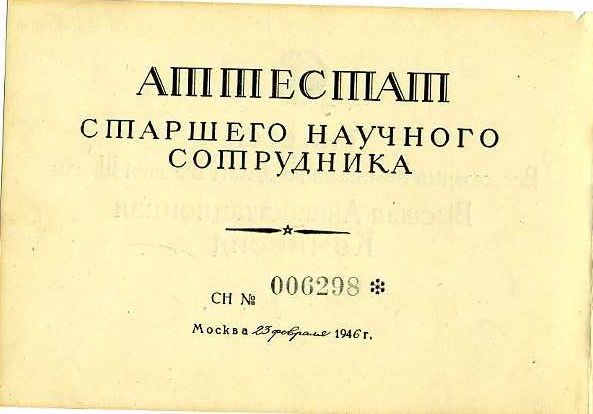 АТТЕСТАТ
СТАРШЕГО НАУЧНОГО
СОТРУДНИКА
СН № 006298 *
Москва 23 февраля 1946 г.